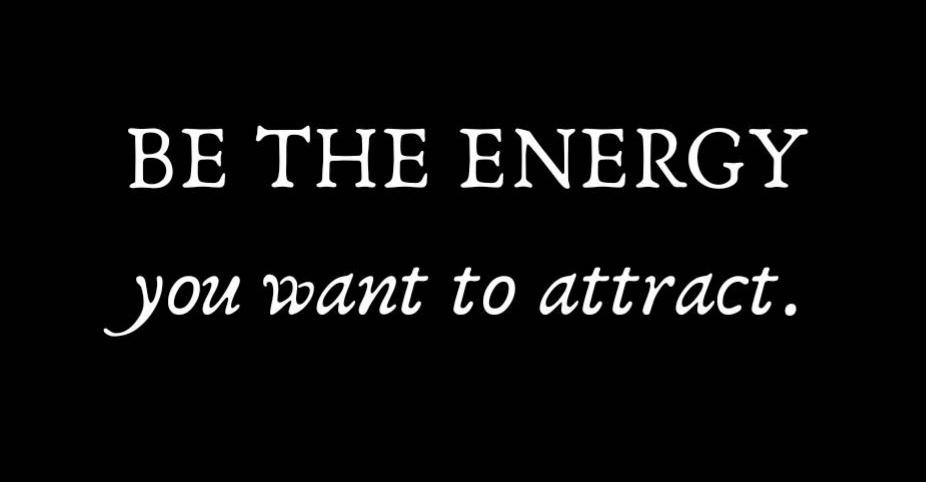 BE THE ENERGY
you want to attract.